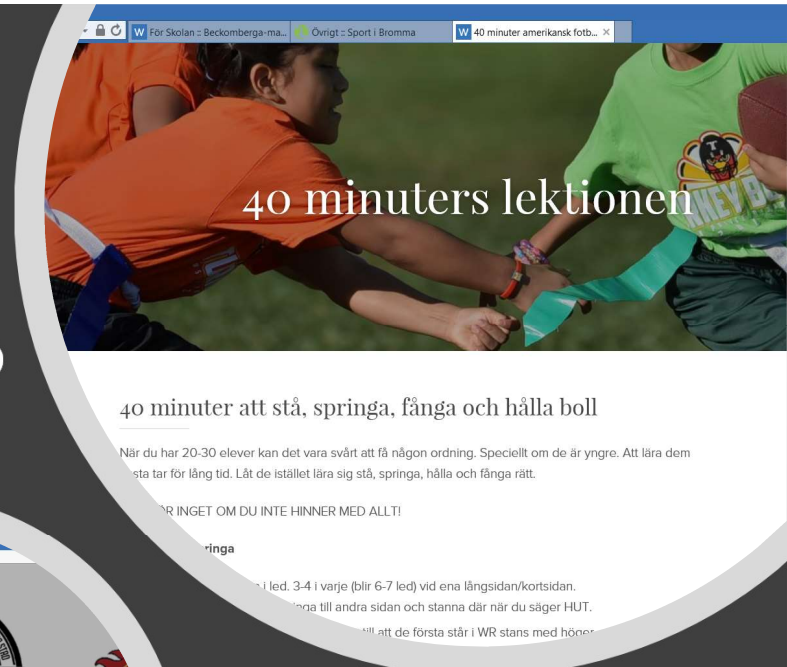 W För Skolan :: Beckomberga-ma...
Övrigt :: Sport i Bromma
W 40 minuter amerikansk fotb...
40 minuters lektionen
40 minuter att stå, springa, fånga och hålla boll
När du har 20-30 elever kan det vara svårt att få någon ordning. Speciellt om de är yngre. Att lära dem
tar för lång tid. Låt de istället lära sig stå, springa, hålla och fånga rätt.
INGET OM DU INTE HINNER MED ALLT!
i led. 3-4 i varje (blir 6-7 led) vid ena långsidan/kortsidan.
till andra sidan och stanna där när du säger HUT.
till att de första står i WR stans med höger